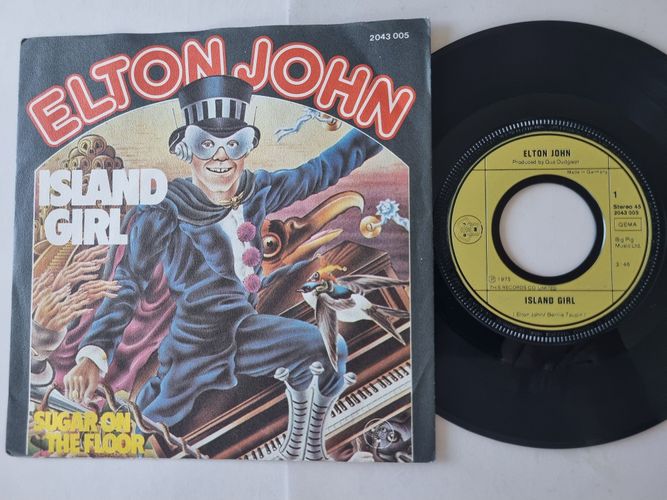 2043 005
ELTON JOHN
ISLAND
GIRL
SUGAR ON
THE FLOOR
ELTON JOHN
Produced by Gus Dudgeon
Made in Germany
1
Stereo 45
2043 005
GEMA
Big Pig
Music Ltd.
3:46
℗ 1975
THIS RECORD CO. LIMITED
ISLAND GIRL
(Elton John/ Bernie Taupin)